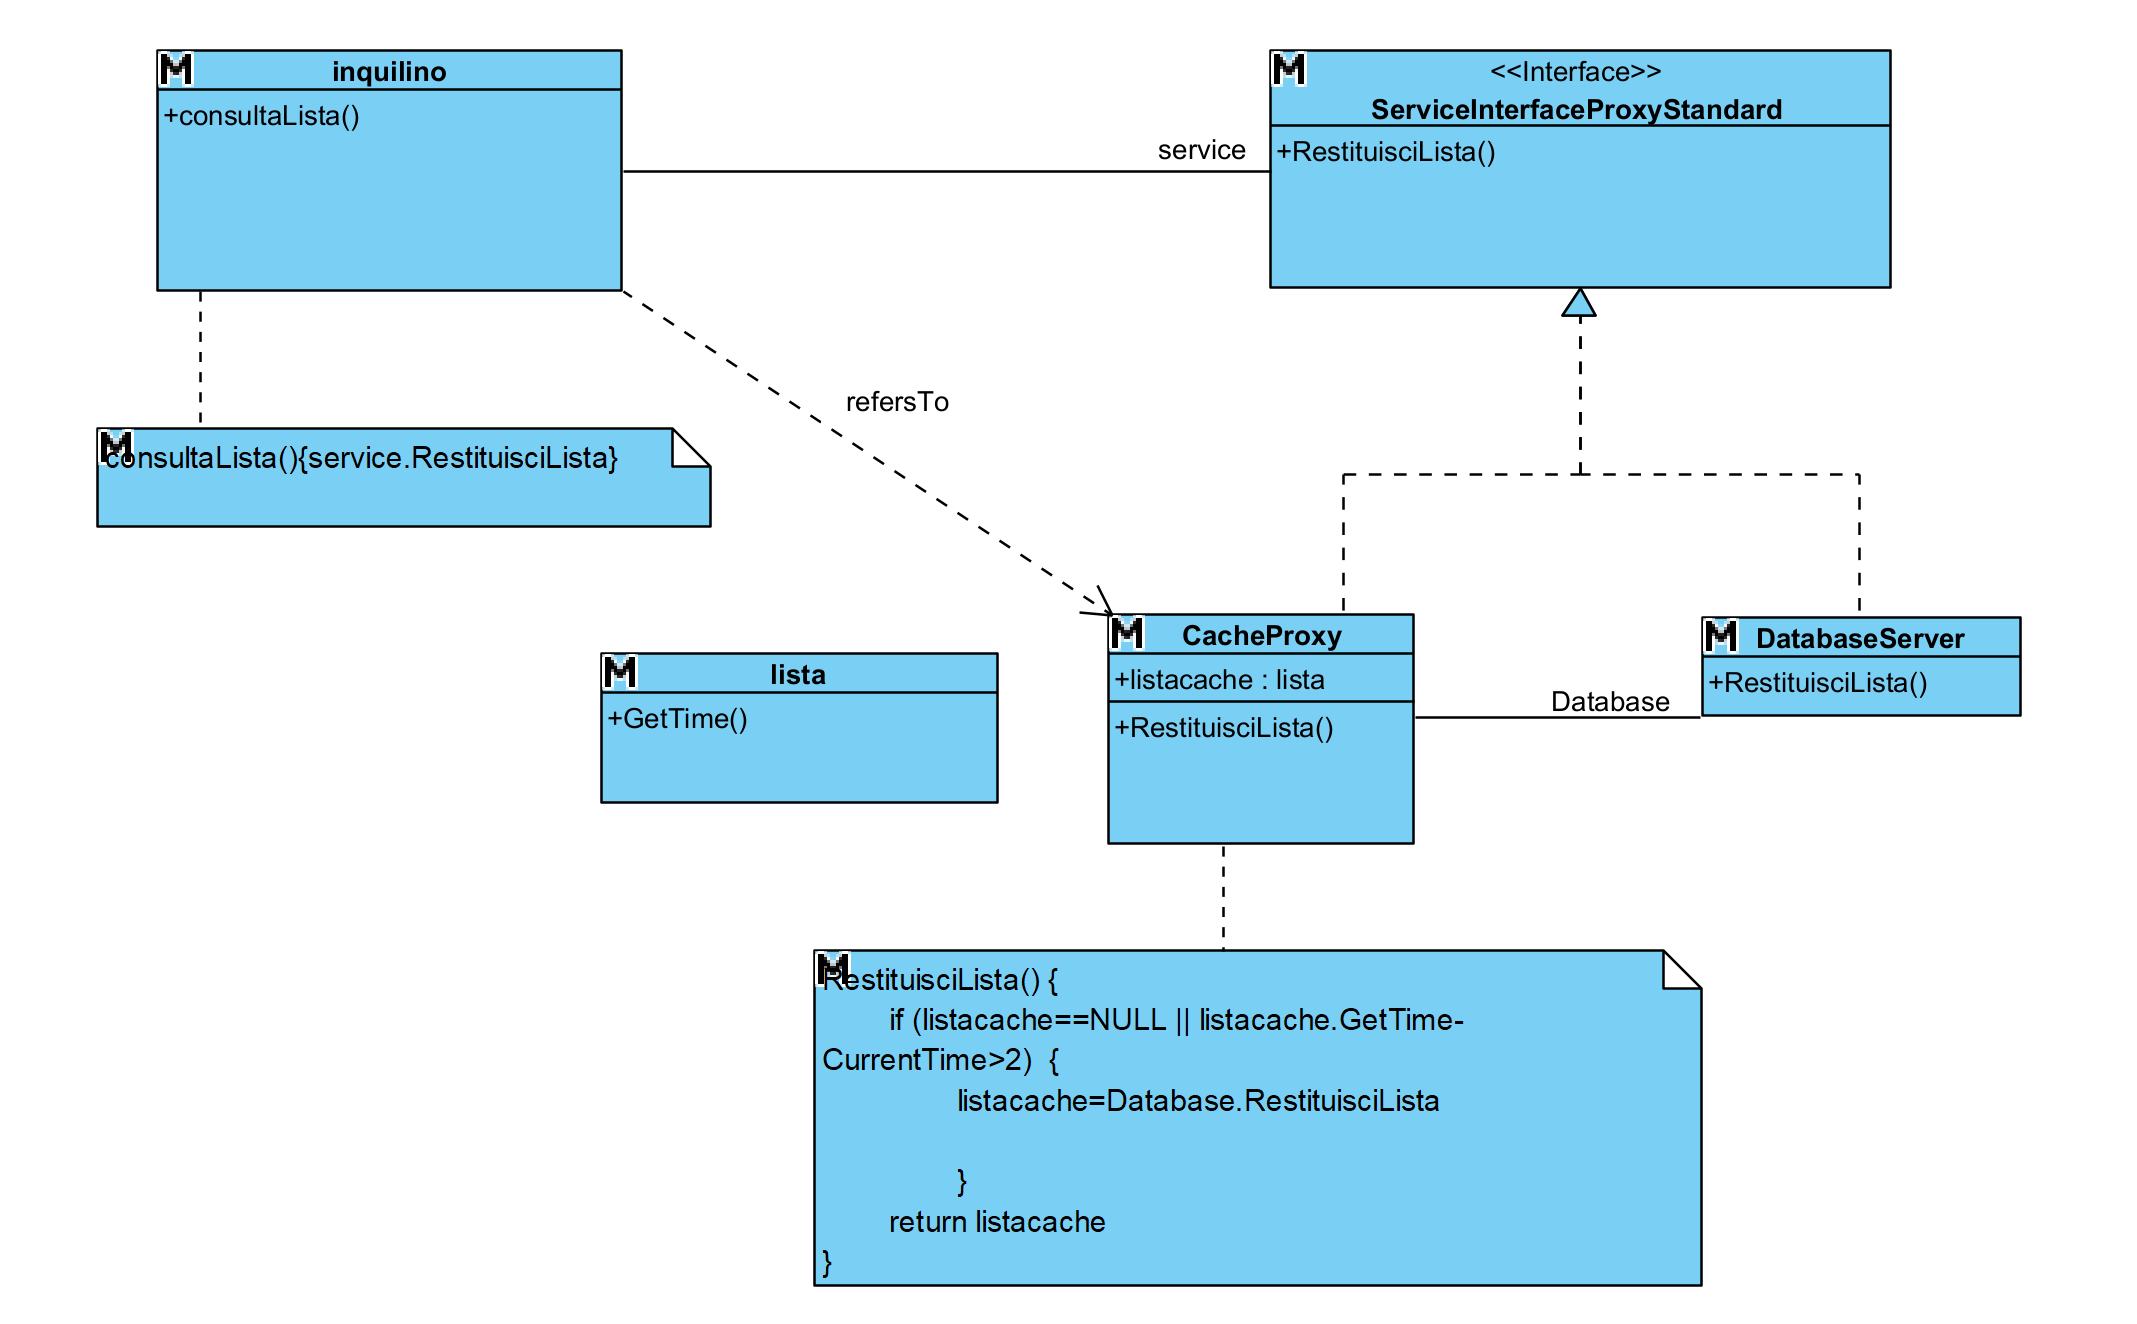 inquilino
+consultaLista()
<<Interface>>
ServiceInterfaceProxyStandard
+RestituisciLista()
service
consultaLista(){service.RestituisciLista}
refersTo
lista
+GetTime()
CacheProxy
+listacache : lista
+RestituisciLista()
Database
DatabaseServer
+RestituisciLista()
RestituisciLista() {
if (listacache==NULL || listacache.GetTime-
CurrentTime>2)  {
listacache=Database.RestituisciLista
}
return listacache
}